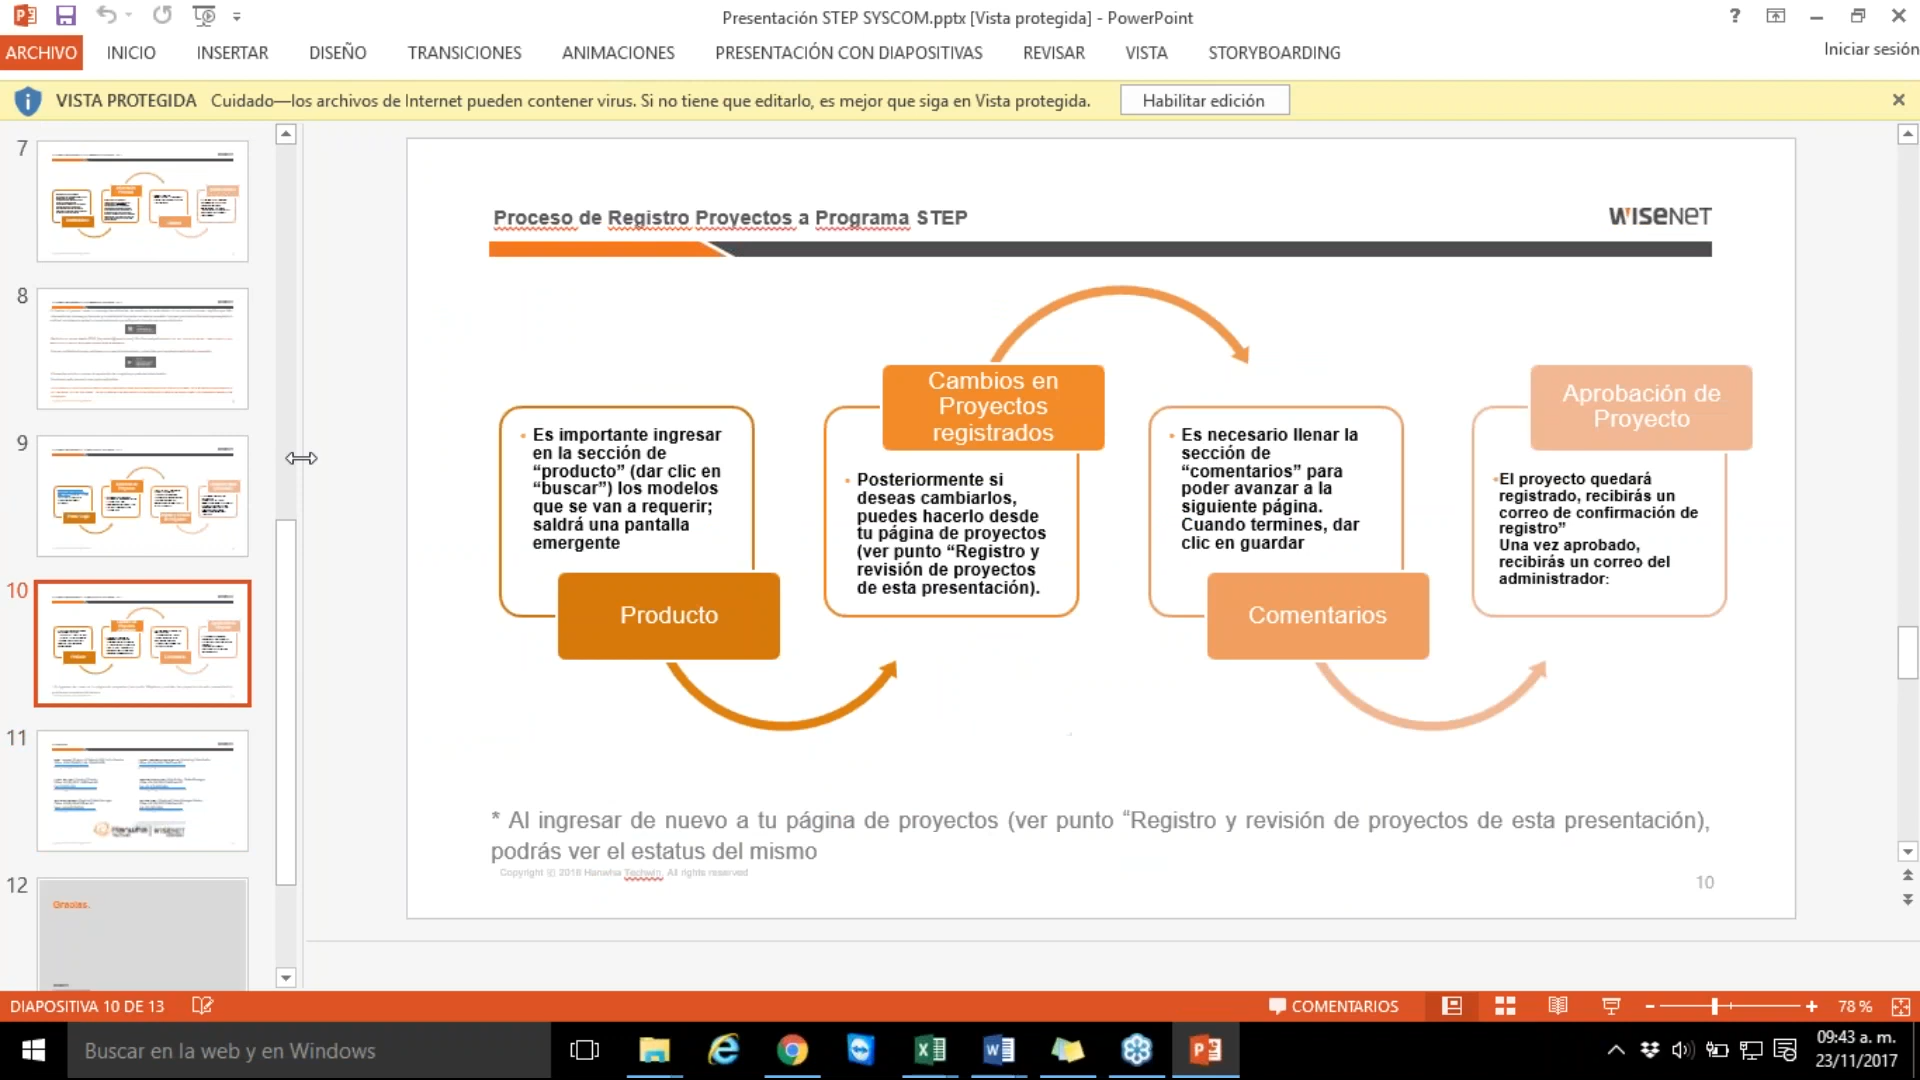 Presentación STEP SYSCOM.pptx [Vista protegida] - PowerPoint
?
ARCHIVO INICIO INSERTAR DISEÑO TRANSICIONES ANIMACIONES PRESENTACIÓN CON DIAPOSITIVAS REVISAR VISTA STORYBOARDING
Iniciar sesión
VISTA PROTEGIDA Cuidado—los archivos de Internet pueden contener virus. Si no tiene que editarlo, es mejor que siga en Vista protegida. Habilitar edición
7
8
9
10
11
12
Gracias.
Proceso de Registro Proyectos a Programa STEP
WISENET
• Es importante ingresar
en la sección de
“producto” (dar clic en
“buscar”) los modelos
que se van a requerir;
saldrá una pantalla
emergente
Producto
Cambios en
Proyectos
registrados
• Posteriormente si
deseas cambiarlos,
puedes hacerlo desde
tu página de proyectos
(ver punto “Registro y
revisión de proyectos
de esta presentación).
• Es necesario llenar la
sección de
“comentarios” para
poder avanzar a la
siguiente página.
Cuando termines, dar
clic en guardar
Comentarios
Aprobación de
Proyecto
•El proyecto quedará
registrado, recibirás un
correo de confirmación de
registro”
Una vez aprobado,
recibirás un correo del
administrador:
* Al ingresar de nuevo a tu página de proyectos (ver punto “Registro y revisión de proyectos de esta presentación),
podrás ver el estatus del mismo
Copyright ⓒ 2018 Hanwha Techwin. All rights reserved
10
DIAPOSITIVA 10 DE 13
COMENTARIOS
78 %
Buscar en la web y en Windows
09:43 a. m.
23/11/2017